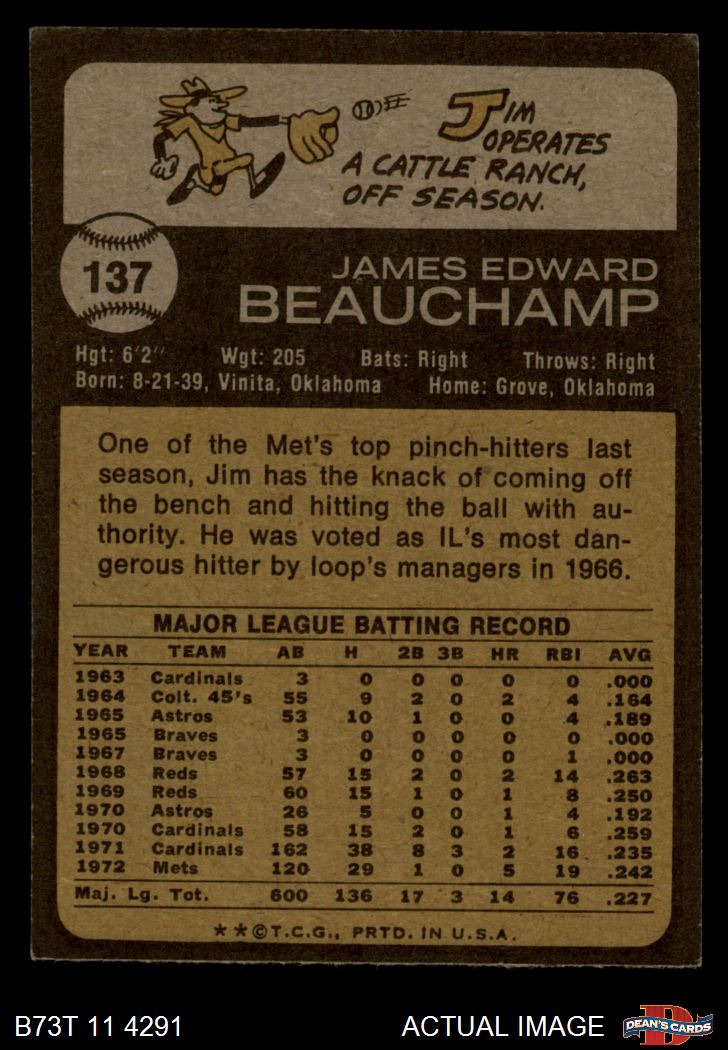 JIM
OPERATES
A CATTLE RANCH,
OFF SEASON.
137
JAMES EDWARD
BEAUCHAMP
Hgt: 6'2" Wgt: 205 Bats: Right Throws: Right
Born: 8-21-39, Vinita, Oklahoma Home: Grove, Oklahoma
One of the Met's top pinch-hitters last
season, Jim has the knack of coming off
the bench and hitting the ball with au-
thority. He was voted as IL's most dan-
gerous hitter by loop's managers in 1966.
MAJOR LEAGUE BATTING RECORD
YEAR TEAM AB H 2B 3B HR RBI AVG
1963 Cardinals 3 0 0 0 0 0 .000
1964 Colt. 45's 55 9 2 0 2 4 .164
1965 Astros 53 10 1 0 0 4 .189
1965 Braves 3 0 0 0 0 0 .000
1967 Braves 3 0 0 0 0 1 .000
1968 Reds 57 15 2 0 2 14 .263
1969 Reds 60 15 1 0 1 8 .250
1970 Astros 26 5 0 0 1 4 .192
1970 Cardinals 58 15 2 0 1 6 .259
1971 Cardinals 162 38 8 3 2 16 .235
1972 Mets 120 29 1 0 5 19 .242
Maj. Lg. Tot. 600 136 17 3 14 76 .227
★★©T.C.G., PRTD. IN U.S.A.
B73T 11 4291 ACTUAL IMAGE
D
DEAN'S CARDS